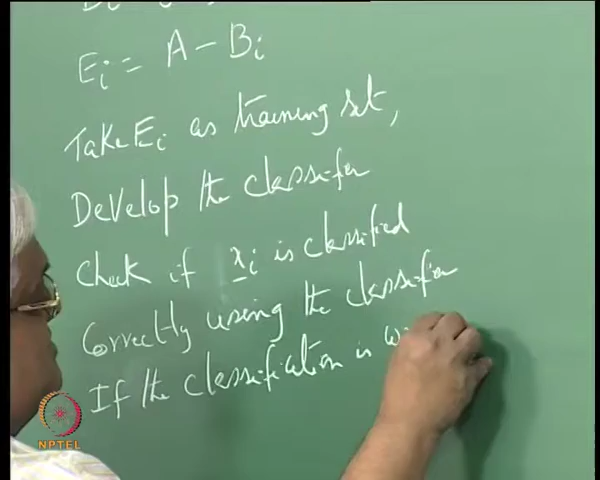 Eᵢ = A - Bᵢ
Take Eᵢ as training set,
Develop the classifier
Check if xᵢ is classified
Correctly using the classifier
If the classification is
NPTEL